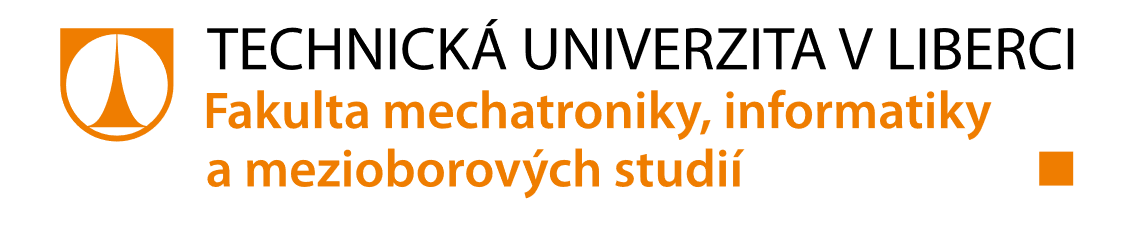 TECHNICKÁ UNIVERZITA V LIBERCI
Fakulta mechatroniky, informatiky
a mezioborových studií